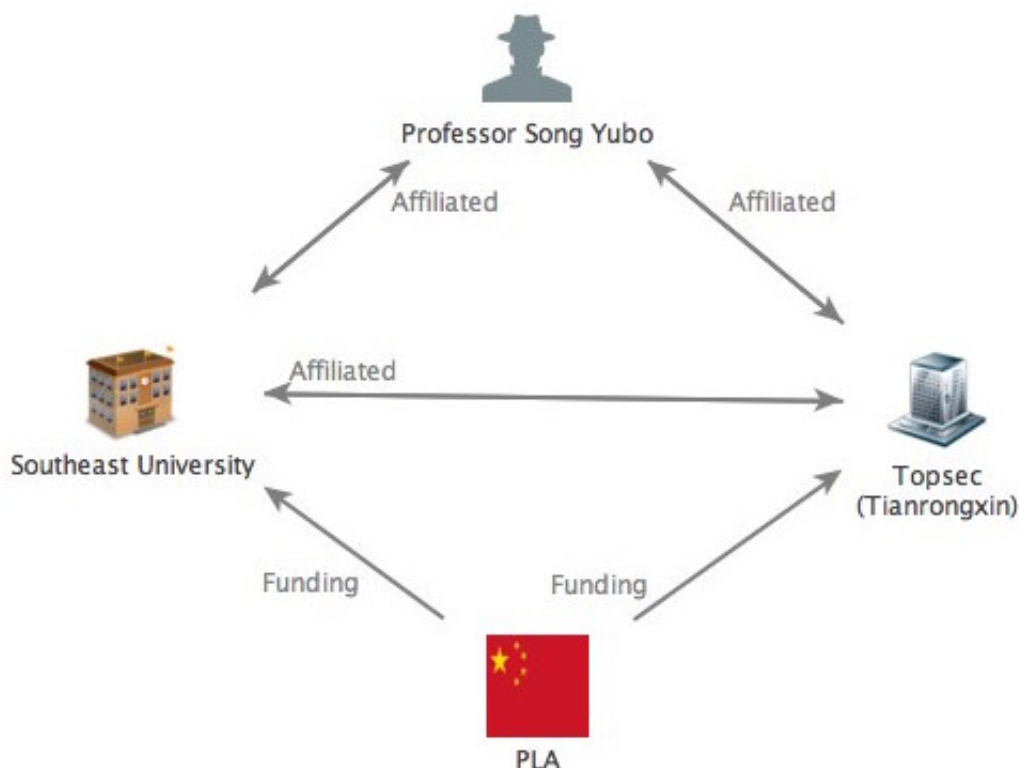 Professor Song Yubo
Affiliated
Affiliated
Affiliated
Southeast University
Topsec
(Tianrongxin)
Funding
Funding
PLA